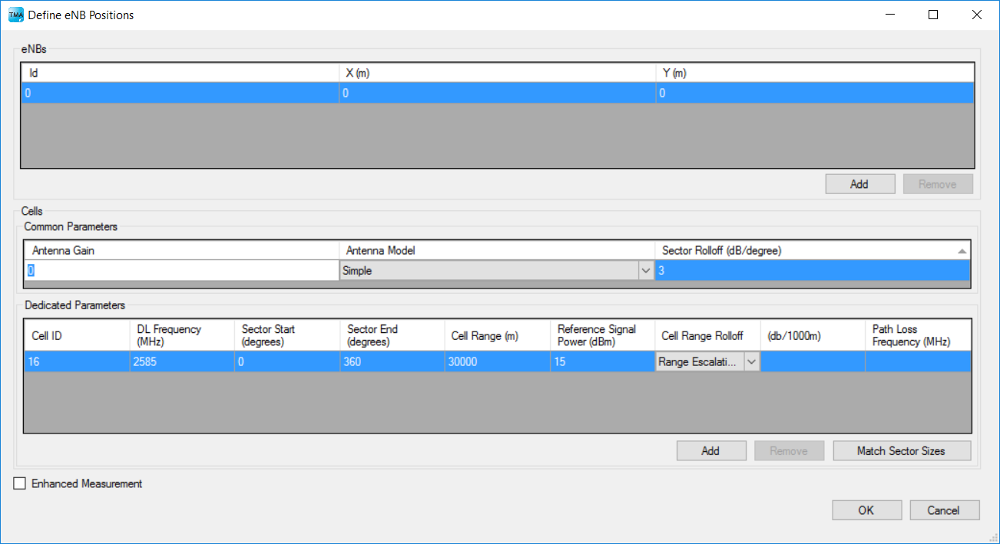 TMA Define eNB Positions
eNBs
Id X (m) Y (m)
0 0 0
Add Remove
Cells
Common Parameters
Antenna Gain Antenna Model Sector Rolloff (dB/degree)
0 Simple 3
Dedicated Parameters
Cell ID DL Frequency (MHz) Sector Start (degrees) Sector End (degrees) Cell Range (m) Reference Signal Power (dBm) Cell Range Rolloff (db/1000m) Path Loss Frequency (MHz)
16 2585 0 360 30000 15 Range Escalati...
Add Remove Match Sector Sizes
Enhanced Measurement
OK Cancel